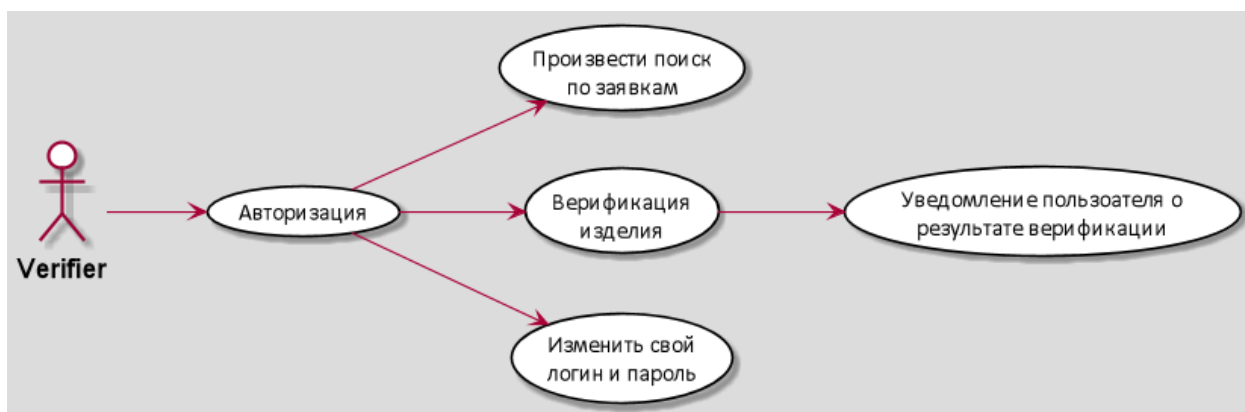 Произвести поиск
по заявкам
Verifier
Авторизация
Верификация
изделия
Уведомление пользоателя о
результате верификации
Изменить свой
логин и пароль